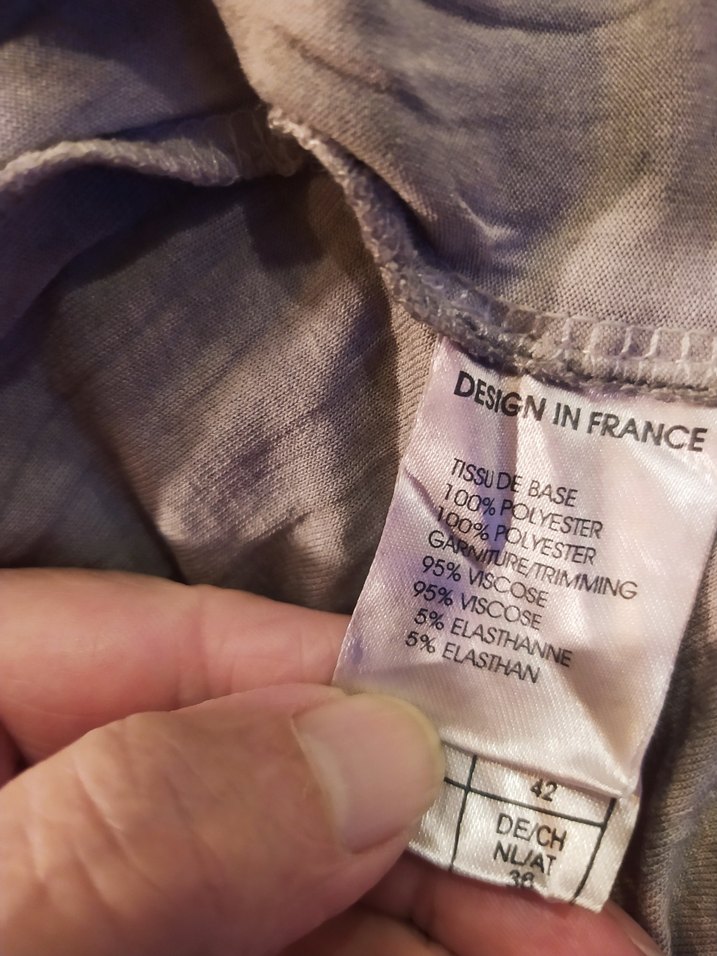 DESIGN IN FRANCE
TISSU DE BASE
100% POLYESTER
100% POLYESTER
GARNITURE/TRIMMING
95% VISCOSE
95% VISCOSE
5% ELASTHANNE
5% ELASTHAN
42
DE/CH
NL/AT